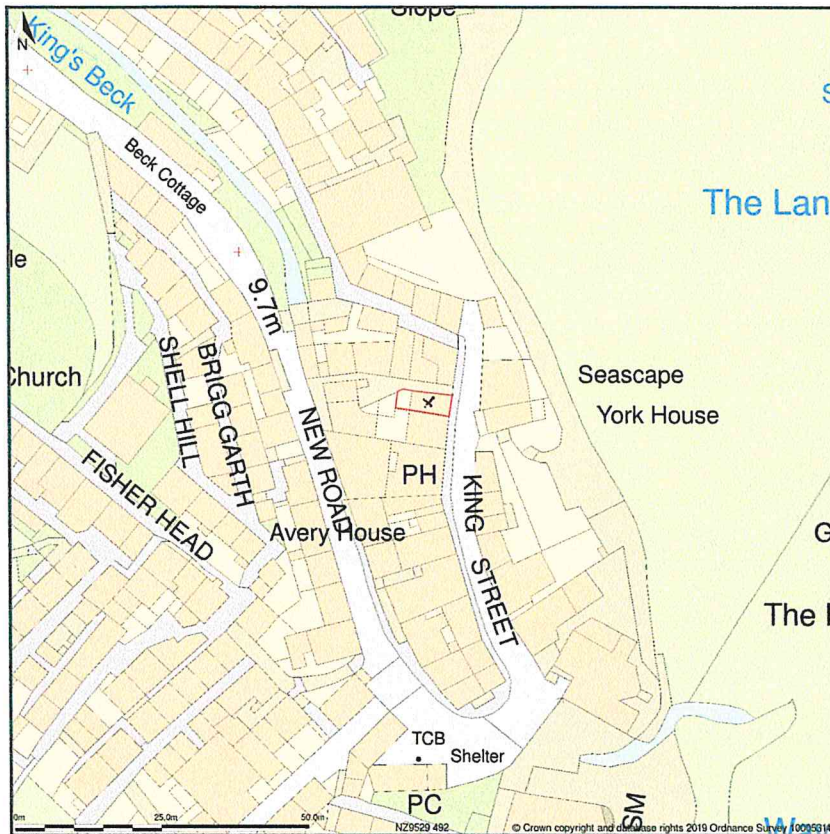 Slope
N
King's Beck
Beck Cottage
The Lan
9.7m
Church
SHELL HILL
BRIGG GARTH
Seascape
York House
NEW ROAD
PH
KING STREET
FISHER HEAD
Avery House
The
TCB
Shelter
PC
SM
0m 25.0m 50.0m
NZ9529 492
© Crown copyright and database rights 2019 Ordnance Survey